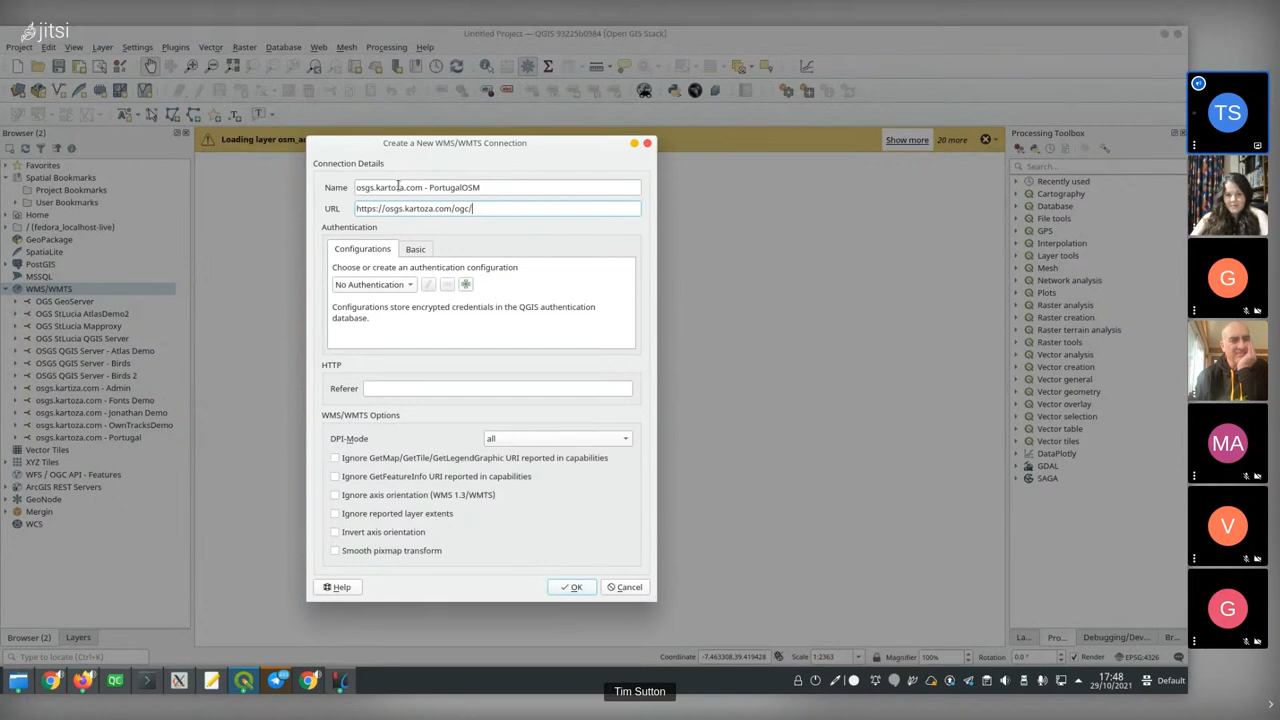 jitsi
Untitled Project — QGIS 93225b0384 (Open GIS Stack)
Project Edit View Layer Settings Plugins Vector Raster Database Web Mesh Processing Help
Browser (2)
Favorites
Spatial Bookmarks
Project Bookmarks
User Bookmarks
Home
/ (fedora_localhost-live)
GeoPackage
SpatiaLite
PostGIS
MSSQL
WMS/WMTS
OGS GeoServer
OGS StLucia AtlasDemo2
OGS StLucia Mapproxy
OGS StLucia QGIS Server
OSGS QGIS Server - Atlas Demo
OSGS QGIS Server - Birds
OSGS QGIS Server - Birds 2
osgs.kartoza.com - Admin
osgs.kartoza.com - Fonts Demo
osgs.kartoza.com - Jonathan Demo
osgs.kartoza.com - OwnTracksDemo
osgs.kartoza.com - Portugal
Vector Tiles
XYZ Tiles
WFS / OGC API - Features
ArcGIS REST Servers
GeoNode
Mergin
WCS
Browser (2) Layers
Type to locate (Ctrl+K)
Loading layer
Show more 20 more
Create a New WMS/WMTS Connection
Connection Details
Name osgs.kartoza.com - PortugalOSM
URL https://osgs.kartoza.com/ogc/
Authentication
Configurations Basic
Choose or create an authentication configuration
No Authentication
Configurations store encrypted credentials in the QGIS authentication
database.
HTTP
Referer
WMS/WMTS Options
DPI-Mode all
Ignore GetMap/GetTile/GetLegendGraphic URI reported in capabilities
Ignore GetFeatureInfo URI reported in capabilities
Ignore axis orientation (WMS 1.3/WMTS)
Ignore reported layer extents
Invert axis orientation
Smooth pixmap transform
Help OK Cancel
Processing Toolbox
Search...
Recently used
Cartography
Database
File tools
GPS
Interpolation
Layer tools
Mesh
Network analysis
Plots
Raster analysis
Raster creation
Raster terrain analysis
Raster tools
Vector analysis
Vector creation
Vector general
Vector geometry
Vector overlay
Vector selection
Vector table
Vector tiles
DataPlotly
GDAL
SAGA
La... Pro... Debugging/Dev... Br...
Coordinate -7.463308,39.419428 Scale 1:2363 Magnifier 100% Rotation 0.0 ° Render EPSG:4326
QC
17:48
29/10/2021
Default
TS
G
MA
V
G
Tim Sutton